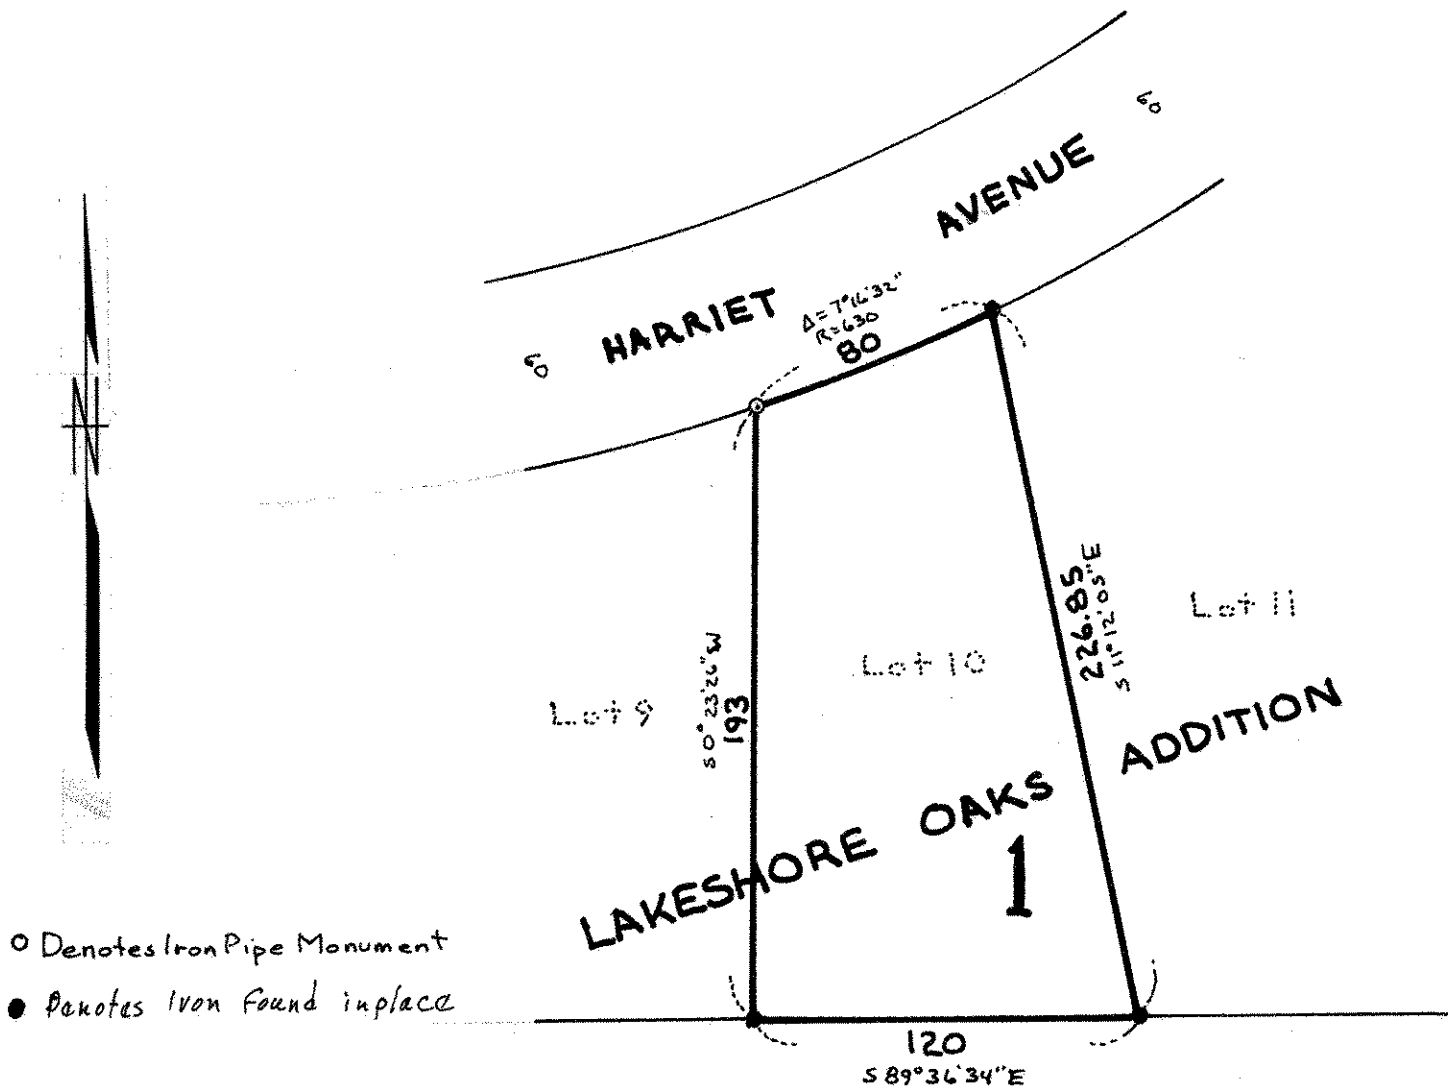 60
AVENUE
HARRIET
60
Δ=7°16'32"
R=630
80
N
226.85
S 11°12'05"E
Lot 11
Lot 10
Lot 9
S 0°23'26"W
193
LAKESHORE OAKS ADDITION
1
Denotes Iron Pipe Monument
Denotes Iron Found inplace
120
S 89°36'34"E